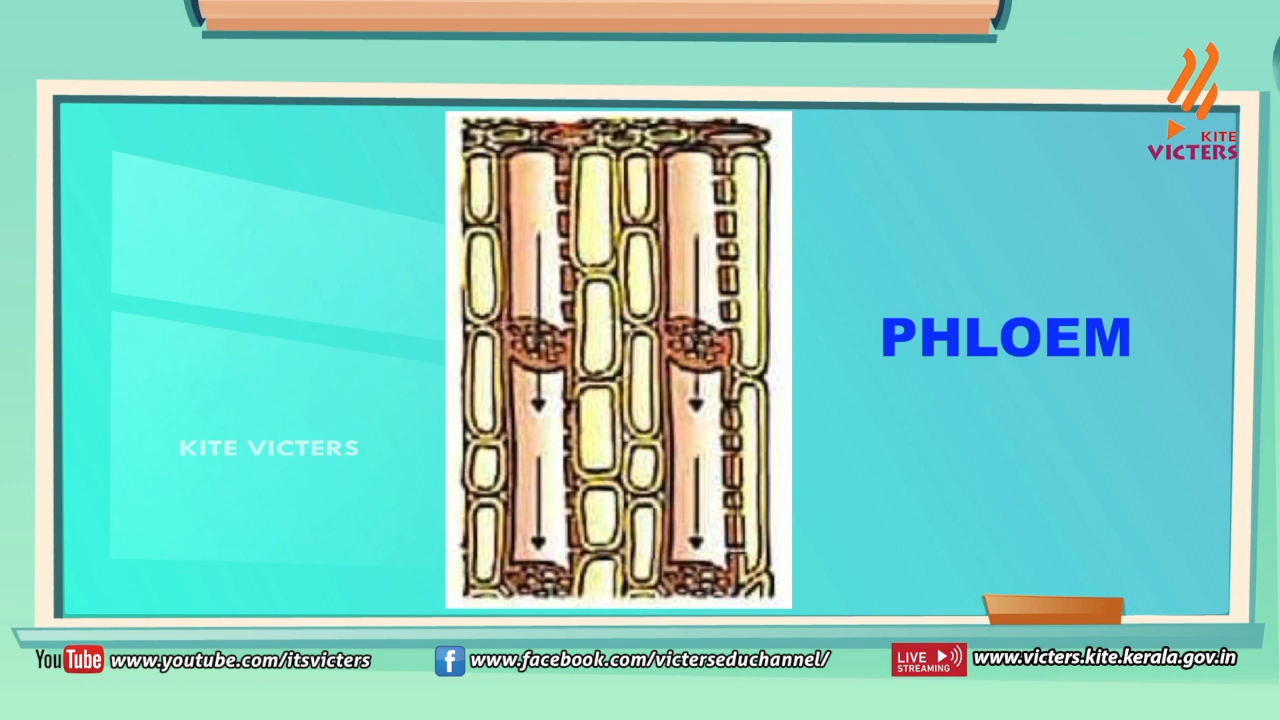 KITE
VICTERS
PHLOEM
KITE VICTERS
You Tube www.youtube.com/itsvicters
f www.facebook.com/victerseduchannel/
LIVE
STREAMING
www.victers.kite.kerala.gov.in